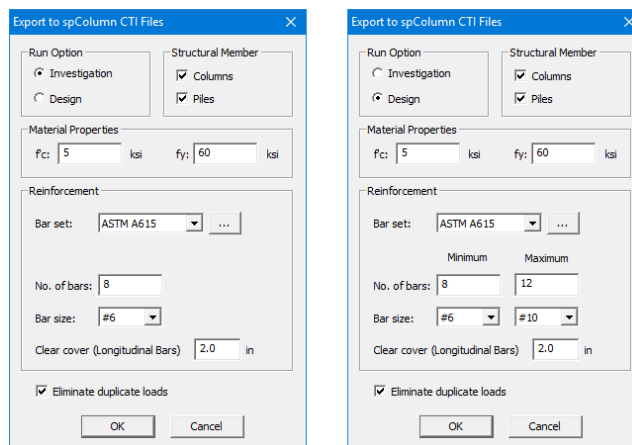 Export to spColumn CTI Files
Run Option
Investigation
Design
Structural Member
Columns
Piles
Material Properties
f'c: 5 ksi fy: 60 ksi
Reinforcement
Bar set: ASTM A615 ...
No. of bars: 8
Bar size: #6
Clear cover (Longitudinal Bars) 2.0 in
Eliminate duplicate loads
OK Cancel
Export to spColumn CTI Files
Run Option
Investigation
Design
Structural Member
Columns
Piles
Material Properties
f'c: 5 ksi fy: 60 ksi
Reinforcement
Bar set: ASTM A615 ...
Minimum Maximum
No. of bars: 8 12
Bar size: #6 #10
Clear cover (Longitudinal Bars) 2.0 in
Eliminate duplicate loads
OK Cancel